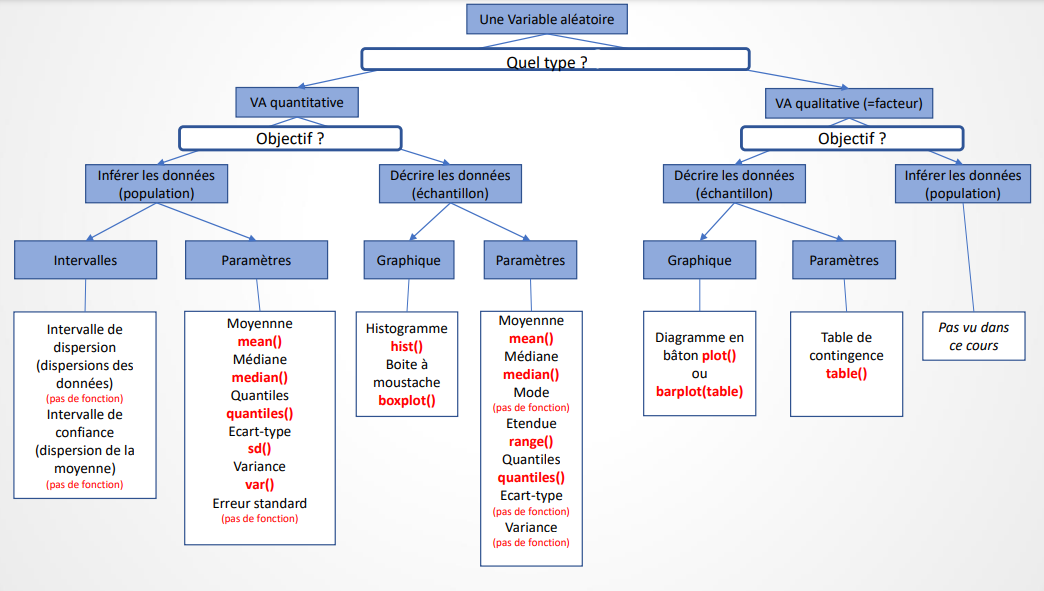 Une Variable aléatoire
Quel type ?
VA quantitative
VA qualitative (=facteur)
Objectif ?
Objectif ?
Inférer les données
(population)
Décrire les données
(échantillon)
Décrire les données
(échantillon)
Inférer les données
(population)
Intervalles
Paramètres
Graphique
Paramètres
Graphique
Paramètres
Intervalle de
dispersion
(dispersions des
données)
(pas de fonction)
Intervalle de
confiance
(dispersion de la
moyenne)
(pas de fonction)
Moyennne
mean()
Médiane
median()
Quantiles
quantiles()
Ecart-type
sd()
Variance
var()
Erreur standard
(pas de fonction)
Histogramme
hist()
Boite à
moustache
boxplot()
Moyennne
mean()
Médiane
median()
Mode
(pas de fonction)
Etendue
range()
Quantiles
quantiles()
Ecart-type
(pas de fonction)
Variance
(pas de fonction)
Diagramme en
bâton plot()
ou
barplot(table)
Table de
contingence
table()
Pas vu dans
ce cours